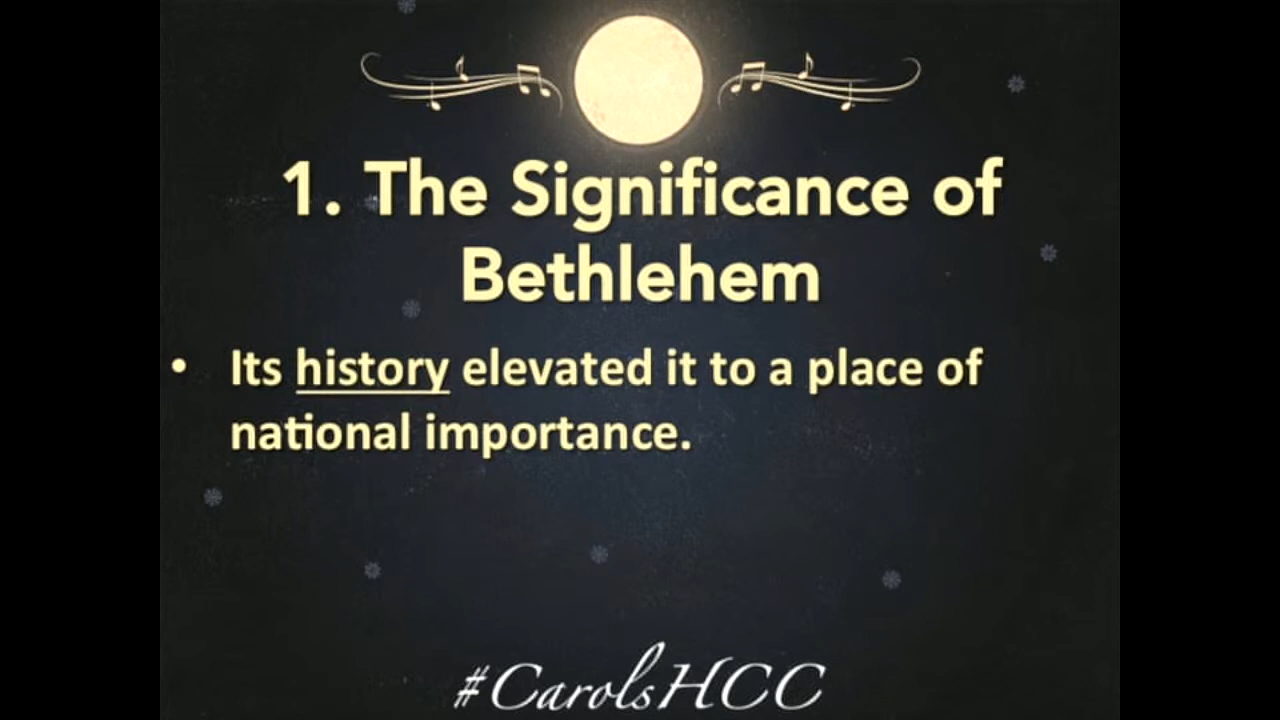 1. The Significance of
Bethlehem
• Its history elevated it to a place of
national importance.
#CarolsHCC